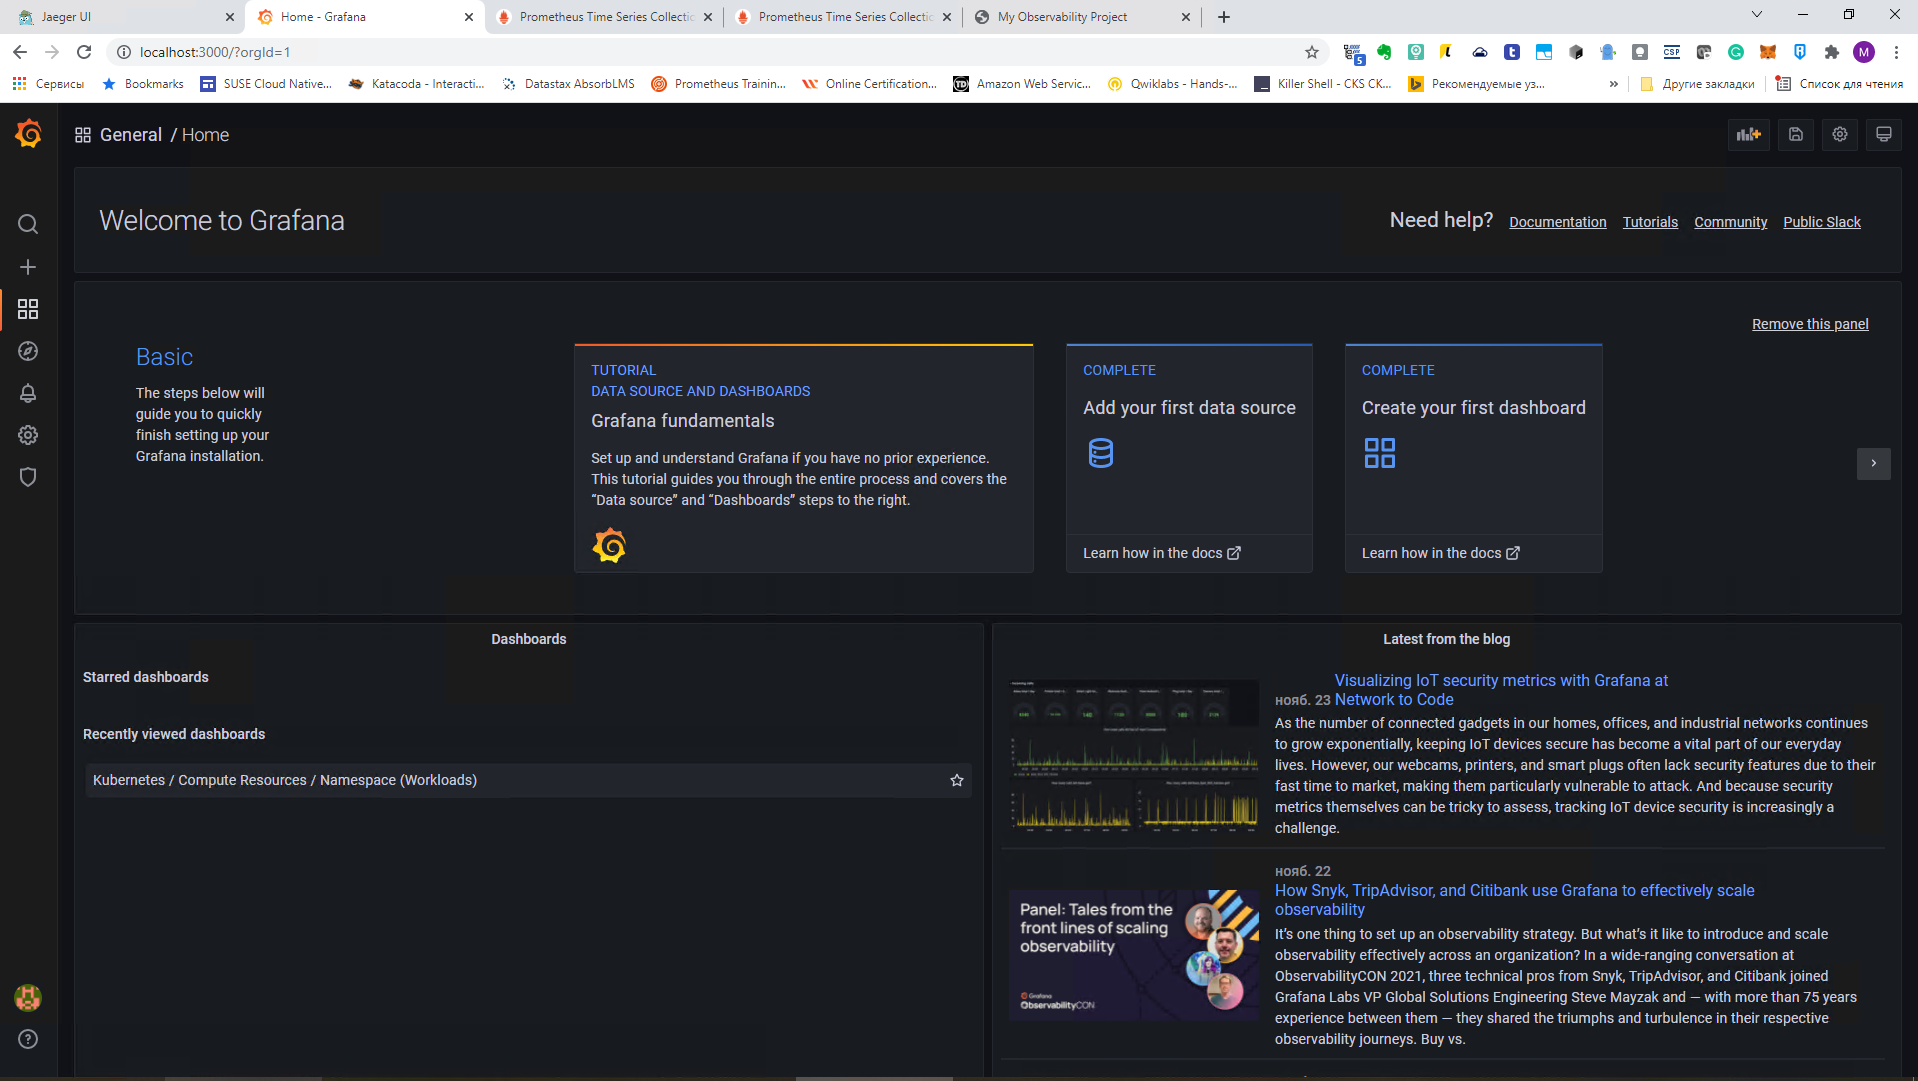 Jaeger UI
Home - Grafana
Prometheus Time Series Collectic
Prometheus Time Series Collectic
My Observability Project
localhost:3000/?orgId=1
5
M
Сервисы
Bookmarks
SUSE Cloud Native...
Katacoda - Interacti...
Datastax AbsorbLMS
Prometheus Trainin...
Online Certification...
Amazon Web Servic...
Qwiklabs - Hands-...
Killer Shell - CKS CK...
Рекомендуемые уз...
»
Другие закладки
Список для чтения
General / Home
Welcome to Grafana
Need help? Documentation Tutorials Community Public Slack
Remove this panel
Basic
The steps below will
guide you to quickly
finish setting up your
Grafana installation.
TUTORIAL
DATA SOURCE AND DASHBOARDS
Grafana fundamentals
Set up and understand Grafana if you have no prior experience.
This tutorial guides you through the entire process and covers the
“Data source” and “Dashboards” steps to the right.
COMPLETE
Add your first data source
Learn how in the docs
COMPLETE
Create your first dashboard
Learn how in the docs
Dashboards
Starred dashboards
Recently viewed dashboards
Kubernetes / Compute Resources / Namespace (Workloads)
Latest from the blog
Visualizing IoT security metrics with Grafana at
нояб. 23 Network to Code
As the number of connected gadgets in our homes, offices, and industrial networks continues
to grow exponentially, keeping IoT devices secure has become a vital part of our everyday
lives. However, our webcams, printers, and smart plugs often lack security features due to their
fast time to market, making them particularly vulnerable to attack. And because security
metrics themselves can be tricky to assess, tracking IoT device security is increasingly a
challenge.
нояб. 22
How Snyk, TripAdvisor, and Citibank use Grafana to effectively scale
observability
It’s one thing to set up an observability strategy. But what’s it like to introduce and scale
observability effectively across an organization? In a wide-ranging conversation at
ObservabilityCON 2021, three technical pros from Snyk, TripAdvisor, and Citibank joined
Grafana Labs VP Global Solutions Engineering Steve Mayzak and — with more than 75 years
experience between them — they shared the triumphs and turbulence in their respective
observability journeys. Buy vs.
Panel: Tales from the
front lines of scaling
observability
Grafana
ObservabilityCON